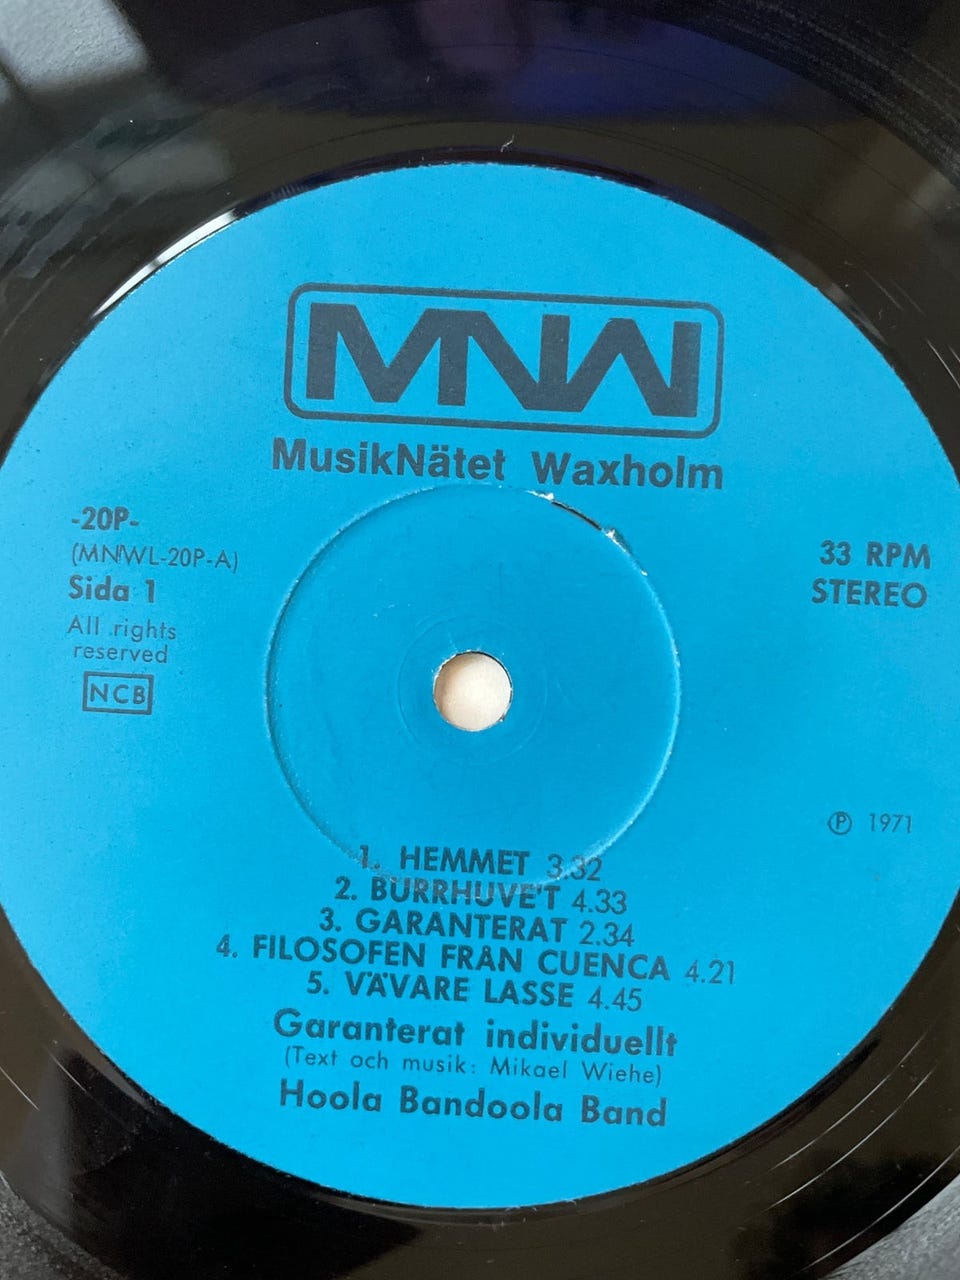 MNW
MusikNätet Waxholm
-20P-
(MNWL-20P-A)
Sida 1
All rights
reserved
NCB
33 RPM
STEREO
Ⓟ 1971
1. HEMMET 3.32
2. BURRHUVE'T 4.33
3. GARANTERAT 2.34
4. FILOSOFEN FRÅN CUENCA 4.21
5. VÄVARE LASSE 4.45
Garanterat individuellt
(Text och musik: Mikael Wiehe)
Hoola Bandoola Band